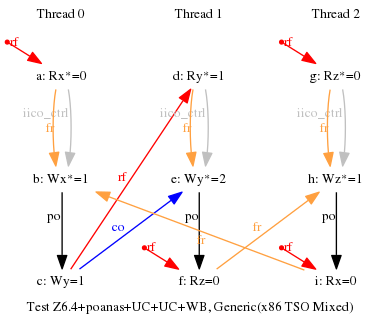 Thread 0 Thread 1 Thread 2
rf rf
a: Rx*=0 d: Ry*=1 g: Rz*=0
iico_ctrl iico_ctrl iico_ctrl
fr fr fr
b: Wx*=1 rf e: Wy*=2 h: Wz*=1
po po po
co fr fr
rf rf
c: Wy=1 f: Rz=0 i: Rx=0
Test Z6.4+poanas+UC+UC+WB, Generic(x86 TSO Mixed)